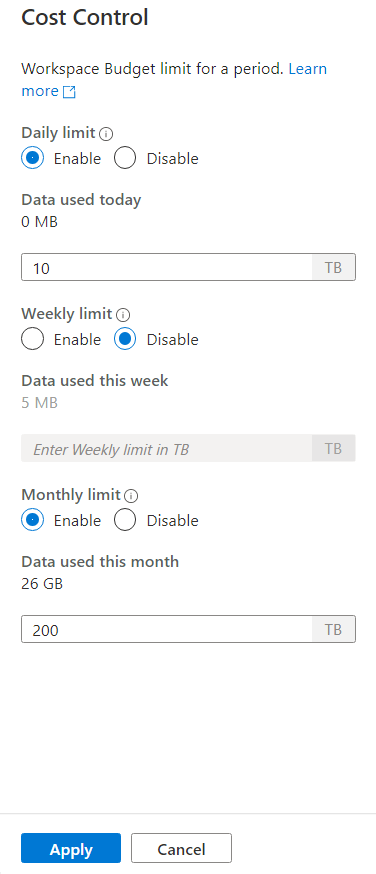 Cost Control
Workspace Budget limit for a period. Learn
more
Daily limit
Enable Disable
Data used today
0 MB
10 TB
Weekly limit
Enable Disable
Data used this week
5 MB
Enter Weekly limit in TB TB
Monthly limit
Enable Disable
Data used this month
26 GB
200 TB
Apply Cancel